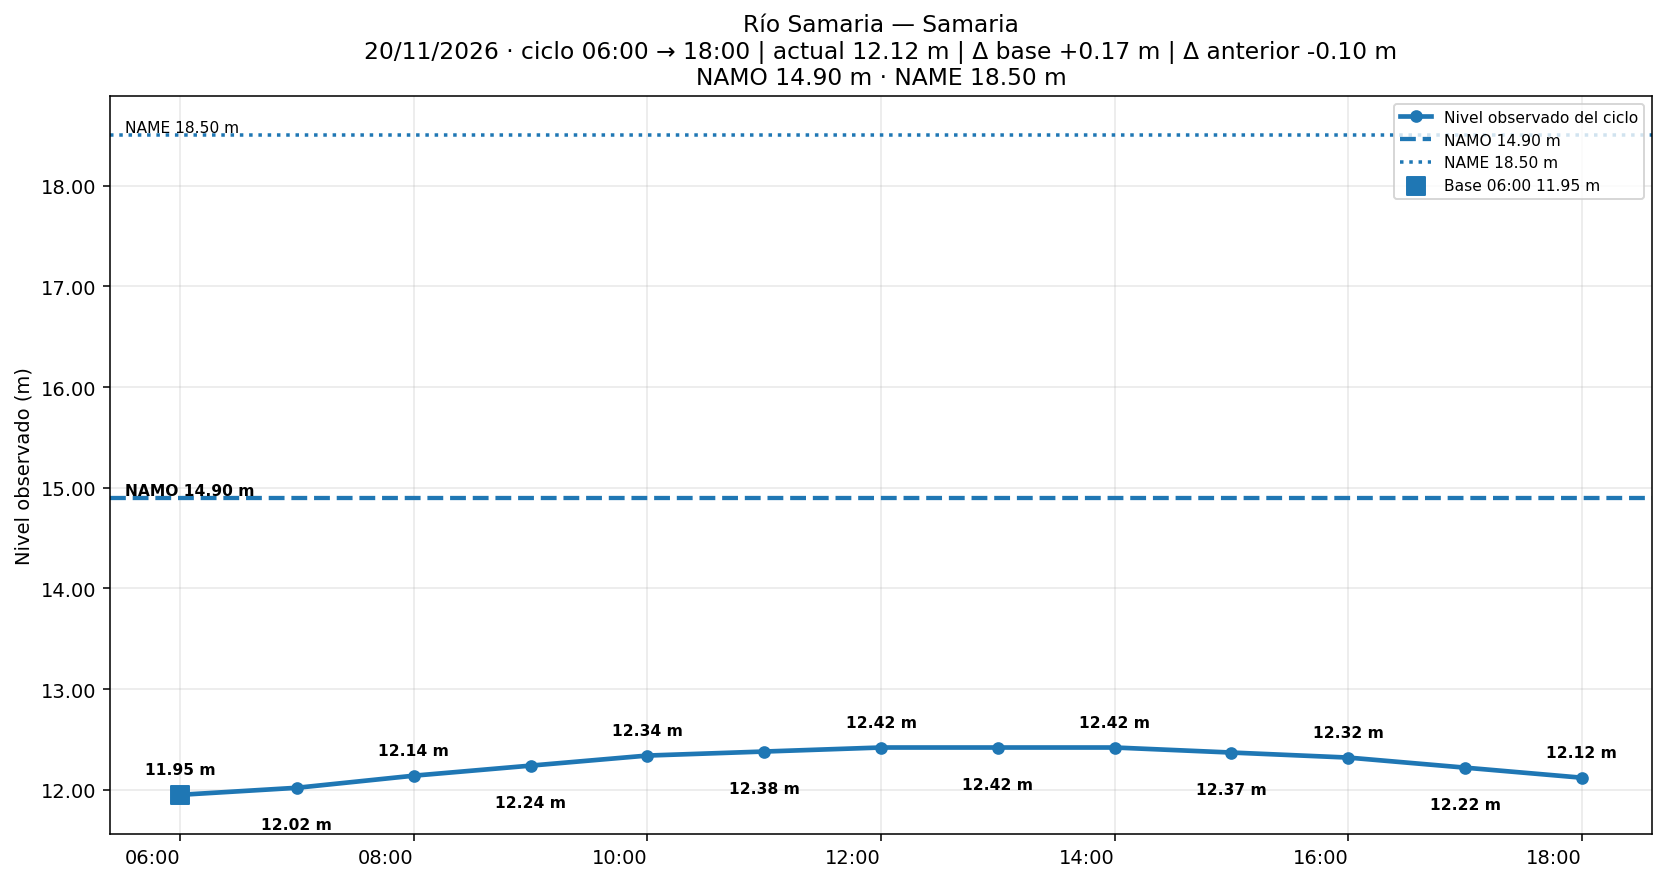 Río Samaria — Samaria
20/11/2026 · ciclo 06:00 → 18:00 | actual 12.12 m | Δ base +0.17 m | Δ anterior -0.10 m
NAMO 14.90 m · NAME 18.50 m
NAME 18.50 m
Nivel observado del ciclo
NAMO 14.90 m
NAME 18.50 m
Base 06:00 11.95 m
18.00
17.00
16.00
15.00
14.00
13.00
12.00
Nivel observado (m)
NAMO 14.90 m
11.95 m
12.02 m
12.14 m
12.24 m
12.34 m
12.38 m
12.42 m
12.42 m
12.42 m
12.37 m
12.32 m
12.22 m
12.12 m
06:00
08:00
10:00
12:00
14:00
16:00
18:00